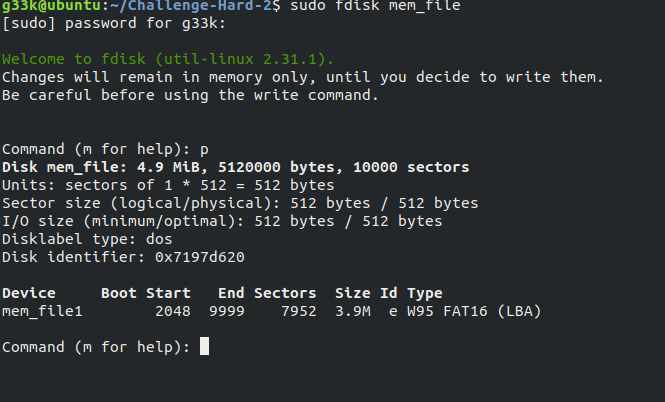 g33k@ubuntu:~/Challenge-Hard-2$ sudo fdisk mem_file
[sudo] password for g33k:
Welcome to fdisk (util-linux 2.31.1).
Changes will remain in memory only, until you decide to write them.
Be careful before using the write command.
Command (m for help): p
Disk mem_file: 4.9 MiB, 5120000 bytes, 10000 sectors
Units: sectors of 1 * 512 = 512 bytes
Sector size (logical/physical): 512 bytes / 512 bytes
I/O size (minimum/optimal): 512 bytes / 512 bytes
Disklabel type: dos
Disk identifier: 0x7197d620
Device     Boot Start   End Sectors  Size Id Type
mem_file1        2048  9999    7952  3.9M  e W95 FAT16 (LBA)
Command (m for help):